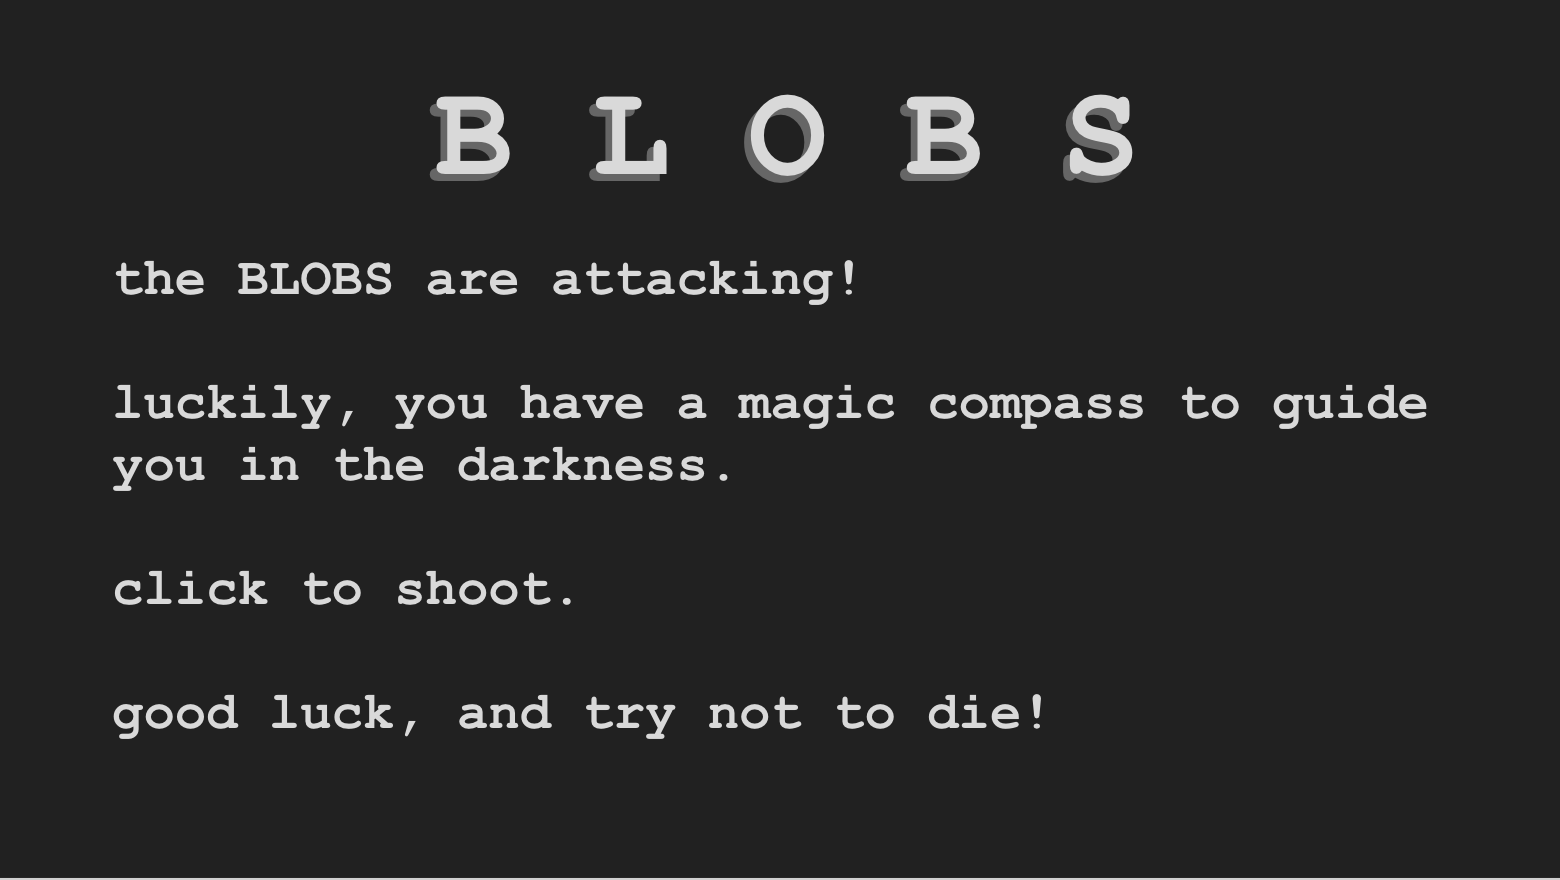 B L O B S
the BLOBS are attacking!
luckily, you have a magic compass to guide
you in the darkness.
click to shoot.
good luck, and try not to die!